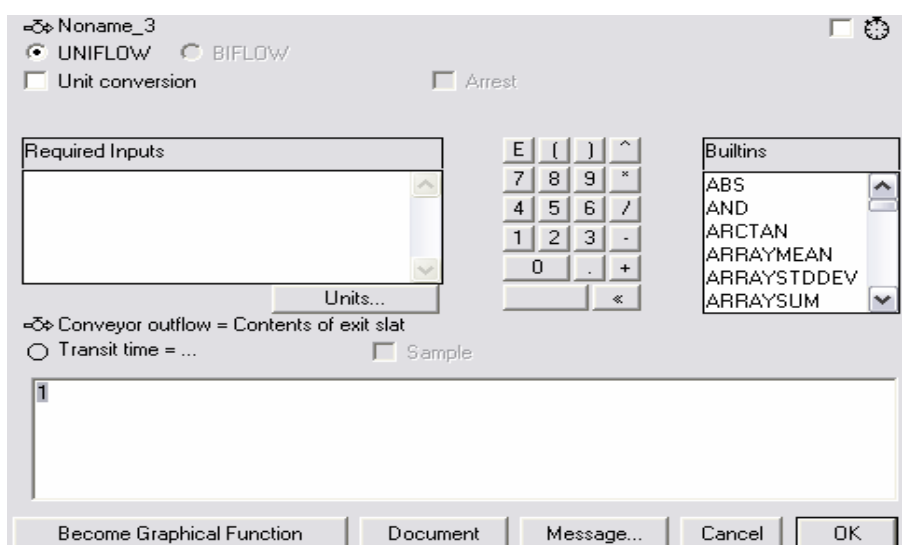 Noname_3
UNIFLOW BIFLOW
Unit conversion Arrest
Required Inputs
E ( ) ^
7 8 9 *
4 5 6 /
1 2 3 -
0 . +
«
Builtins
ABS
AND
ARCTAN
ARRAYMEAN
ARRAYSTDDEV
ARRAYSUM
Units...
Conveyor outflow = Contents of exit slat
Transit time = ... Sample
1
Become Graphical Function Document Message... Cancel OK